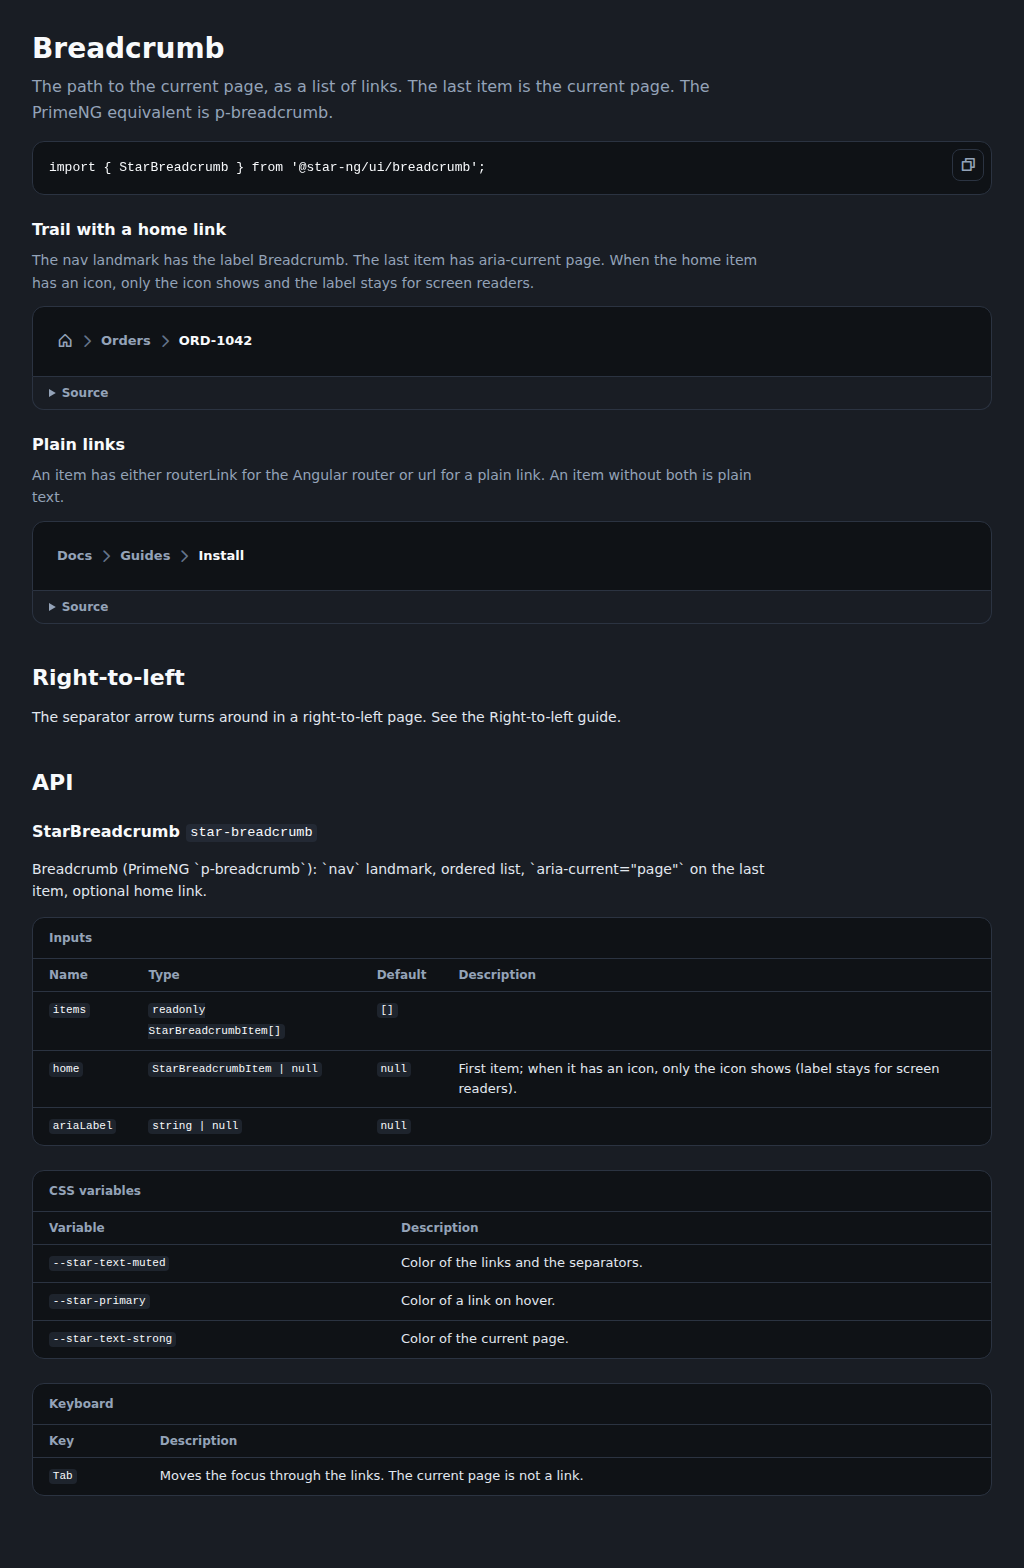 Breadcrumb
The path to the current page, as a list of links. The last item is the current page. The
PrimeNG equivalent is p-breadcrumb.
import { StarBreadcrumb } from '@star-ng/ui/breadcrumb';
Trail with a home link
The nav landmark has the label Breadcrumb. The last item has aria-current page. When the home item
has an icon, only the icon shows and the label stays for screen readers.
Orders ORD-1042
Source
Plain links
An item has either routerLink for the Angular router or url for a plain link. An item without both is plain
text.
Docs Guides Install
Source
Right-to-left
The separator arrow turns around in a right-to-left page. See the Right-to-left guide.
API
StarBreadcrumb star-breadcrumb
Breadcrumb (PrimeNG `p-breadcrumb`): `nav` landmark, ordered list, `aria-current="page"` on the last
item, optional home link.
Inputs
Name Type Default Description
items readonly []
StarBreadcrumbItem[]
home StarBreadcrumbItem | null null First item; when it has an icon, only the icon shows (label stays for screen
readers).
ariaLabel string | null null
CSS variables
Variable Description
--star-text-muted Color of the links and the separators.
--star-primary Color of a link on hover.
--star-text-strong Color of the current page.
Keyboard
Key Description
Tab Moves the focus through the links. The current page is not a link.